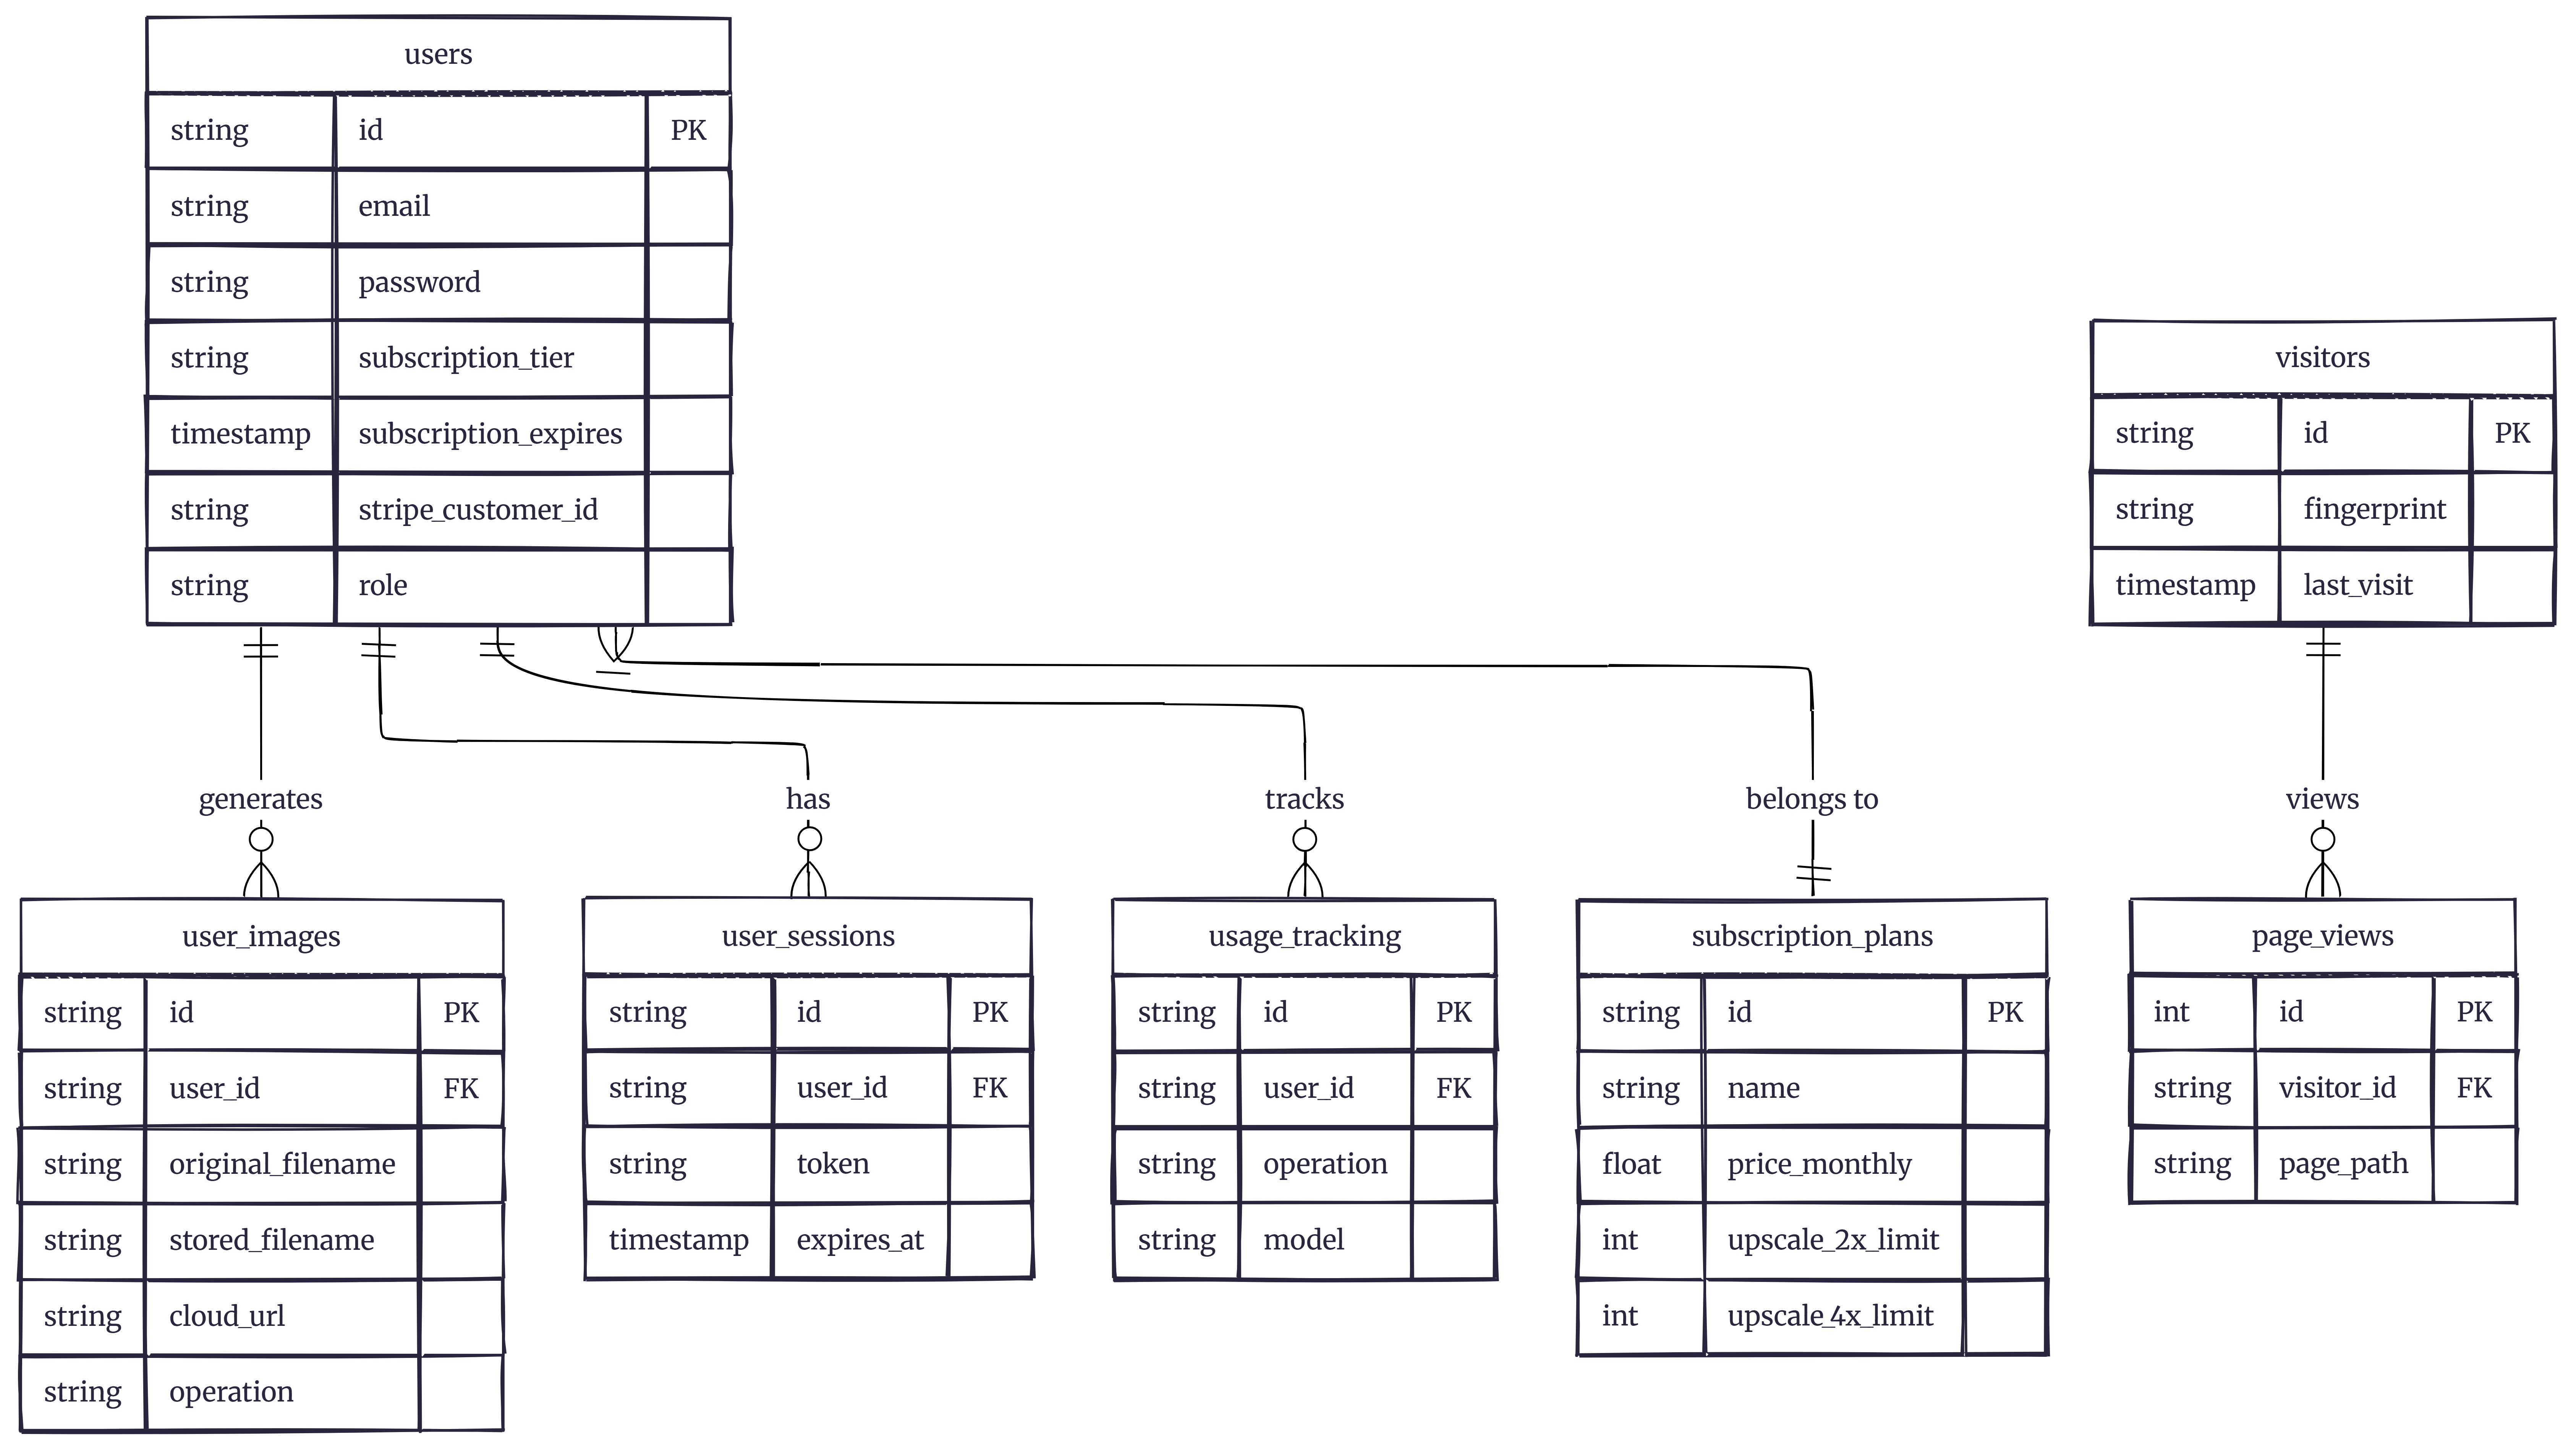 users
string id PK
string email
string password
string subscription_tier
timestamp subscription_expires
string stripe_customer_id
string role
visitors
string id PK
string fingerprint
timestamp last_visit
generates
has
tracks
belongs to
views
user_images
string id PK
string user_id FK
string original_filename
string stored_filename
string cloud_url
string operation
user_sessions
string id PK
string user_id FK
string token
timestamp expires_at
usage_tracking
string id PK
string user_id FK
string operation
string model
subscription_plans
string id PK
string name
float price_monthly
int upscale_2x_limit
int upscale_4x_limit
page_views
int id PK
string visitor_id FK
string page_path